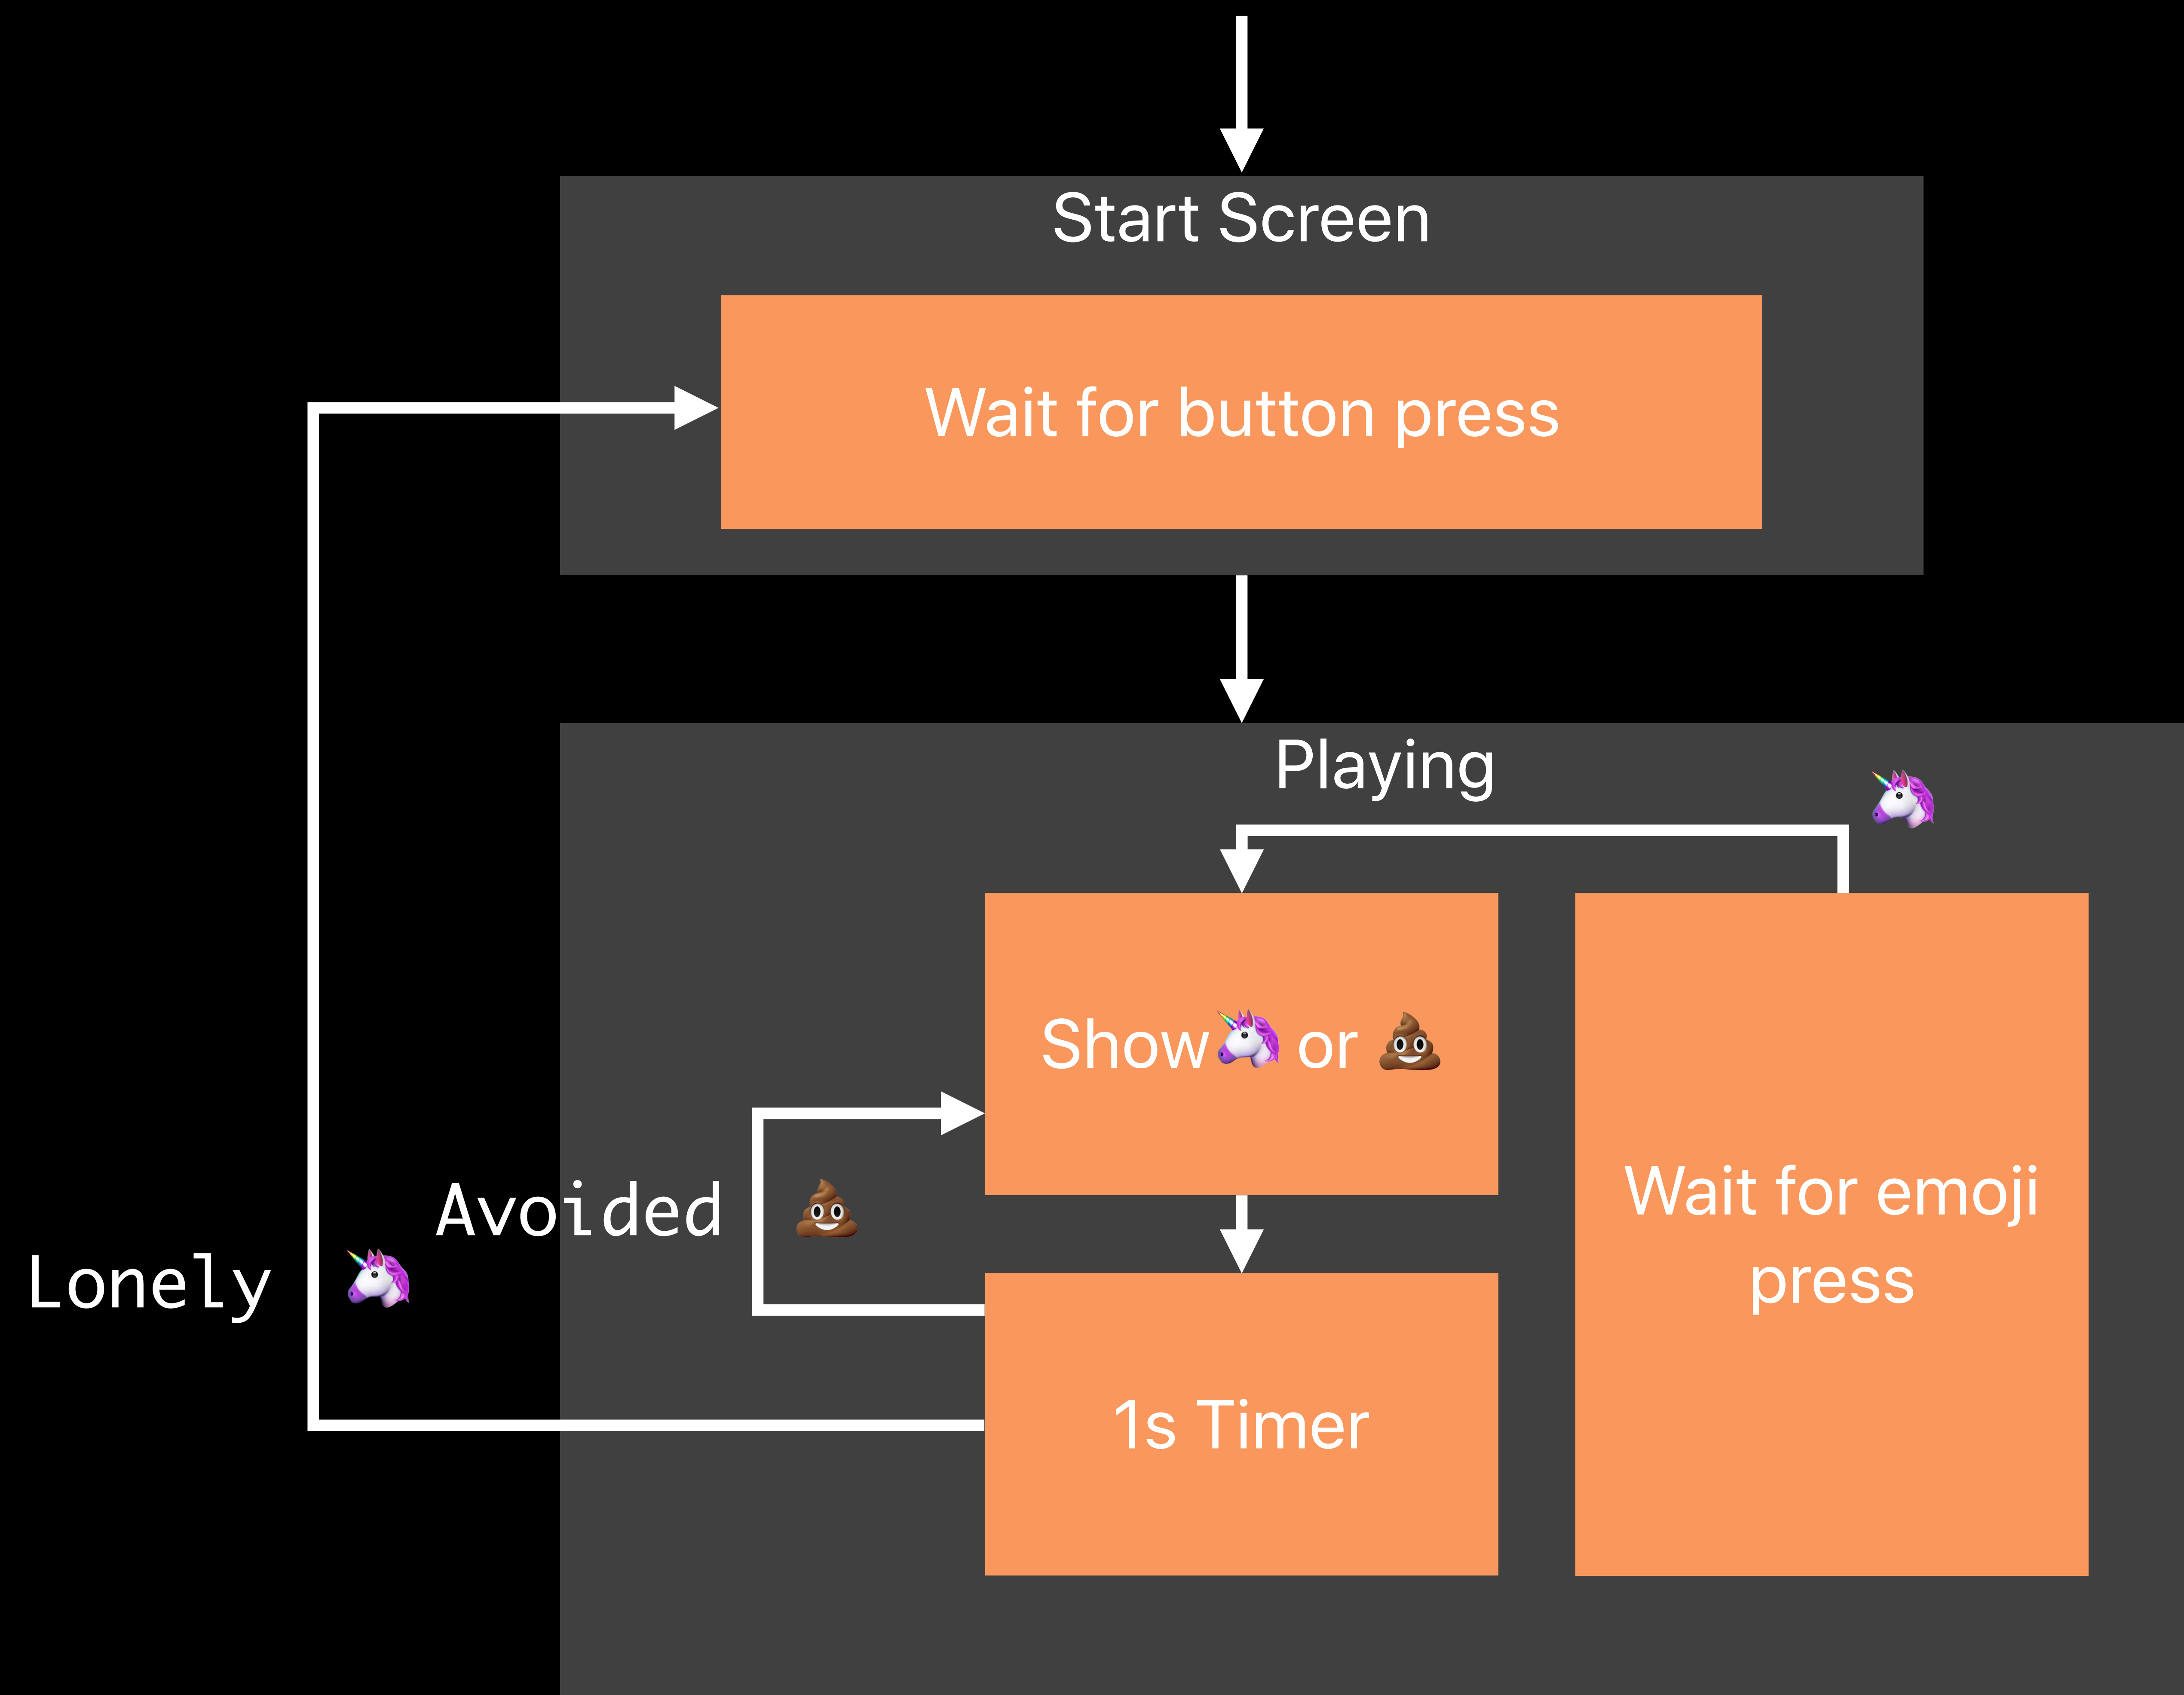 Start Screen
Wait for button press
Playing
🦄
Show🦄 or 💩
Avoided 💩
Lonely 🦄
1s Timer
Wait for emoji
press